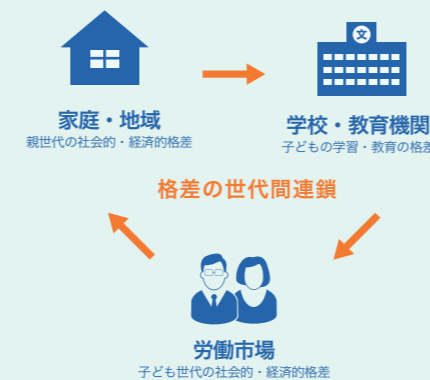 文
家庭・地域
親世代の社会的・経済的格差
学校・教育機関
子どもの学習・教育の格差
格差の世代間連鎖
労働市場
子ども世代の社会的・経済的格差